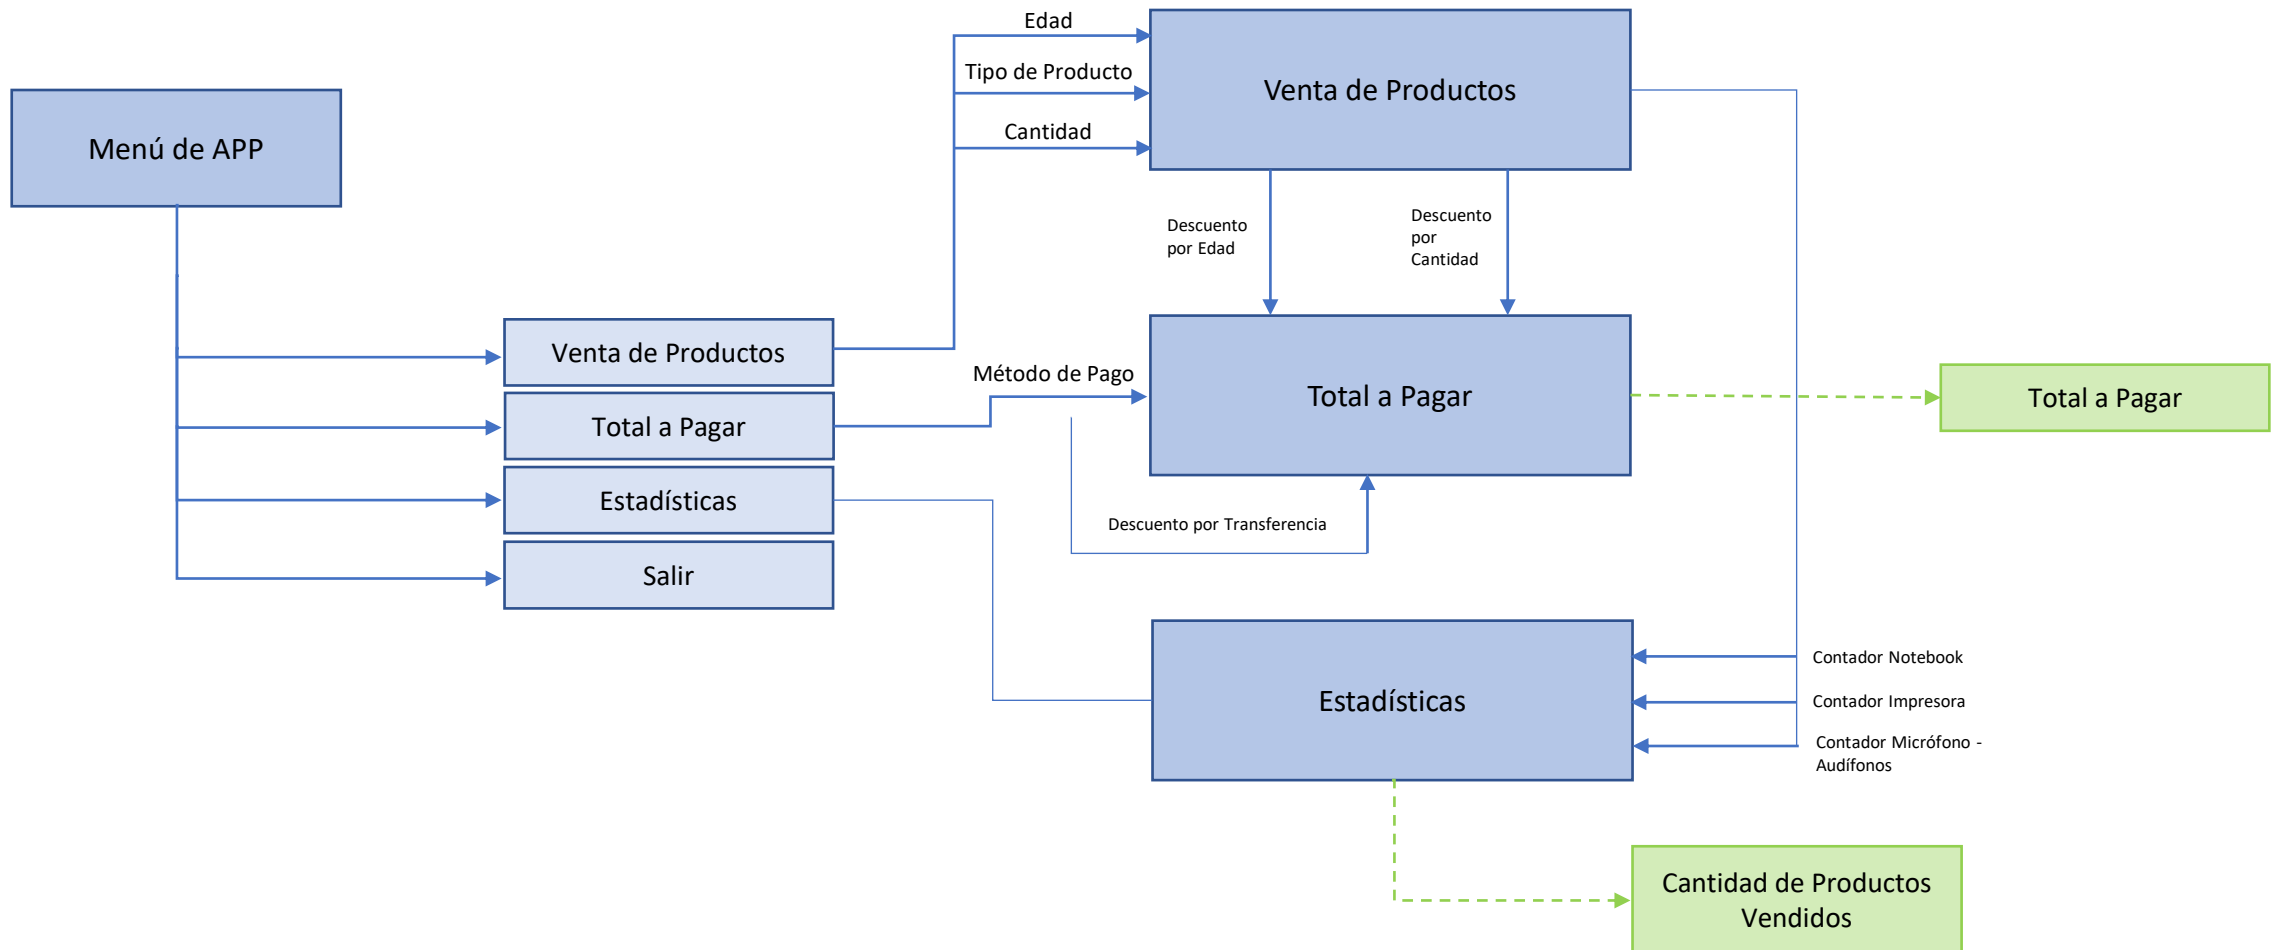 Edad
Tipo de Producto
Cantidad
Venta de Productos
Menú de APP
Descuento
por Edad
Descuento
por
Cantidad
Venta de Productos
Total a Pagar
Estadísticas
Salir
Método de Pago
Total a Pagar
Total a Pagar
Descuento por Transferencia
Estadísticas
Contador Notebook
Contador Impresora
Contador Micrófono -
Audífonos
Cantidad de Productos
Vendidos